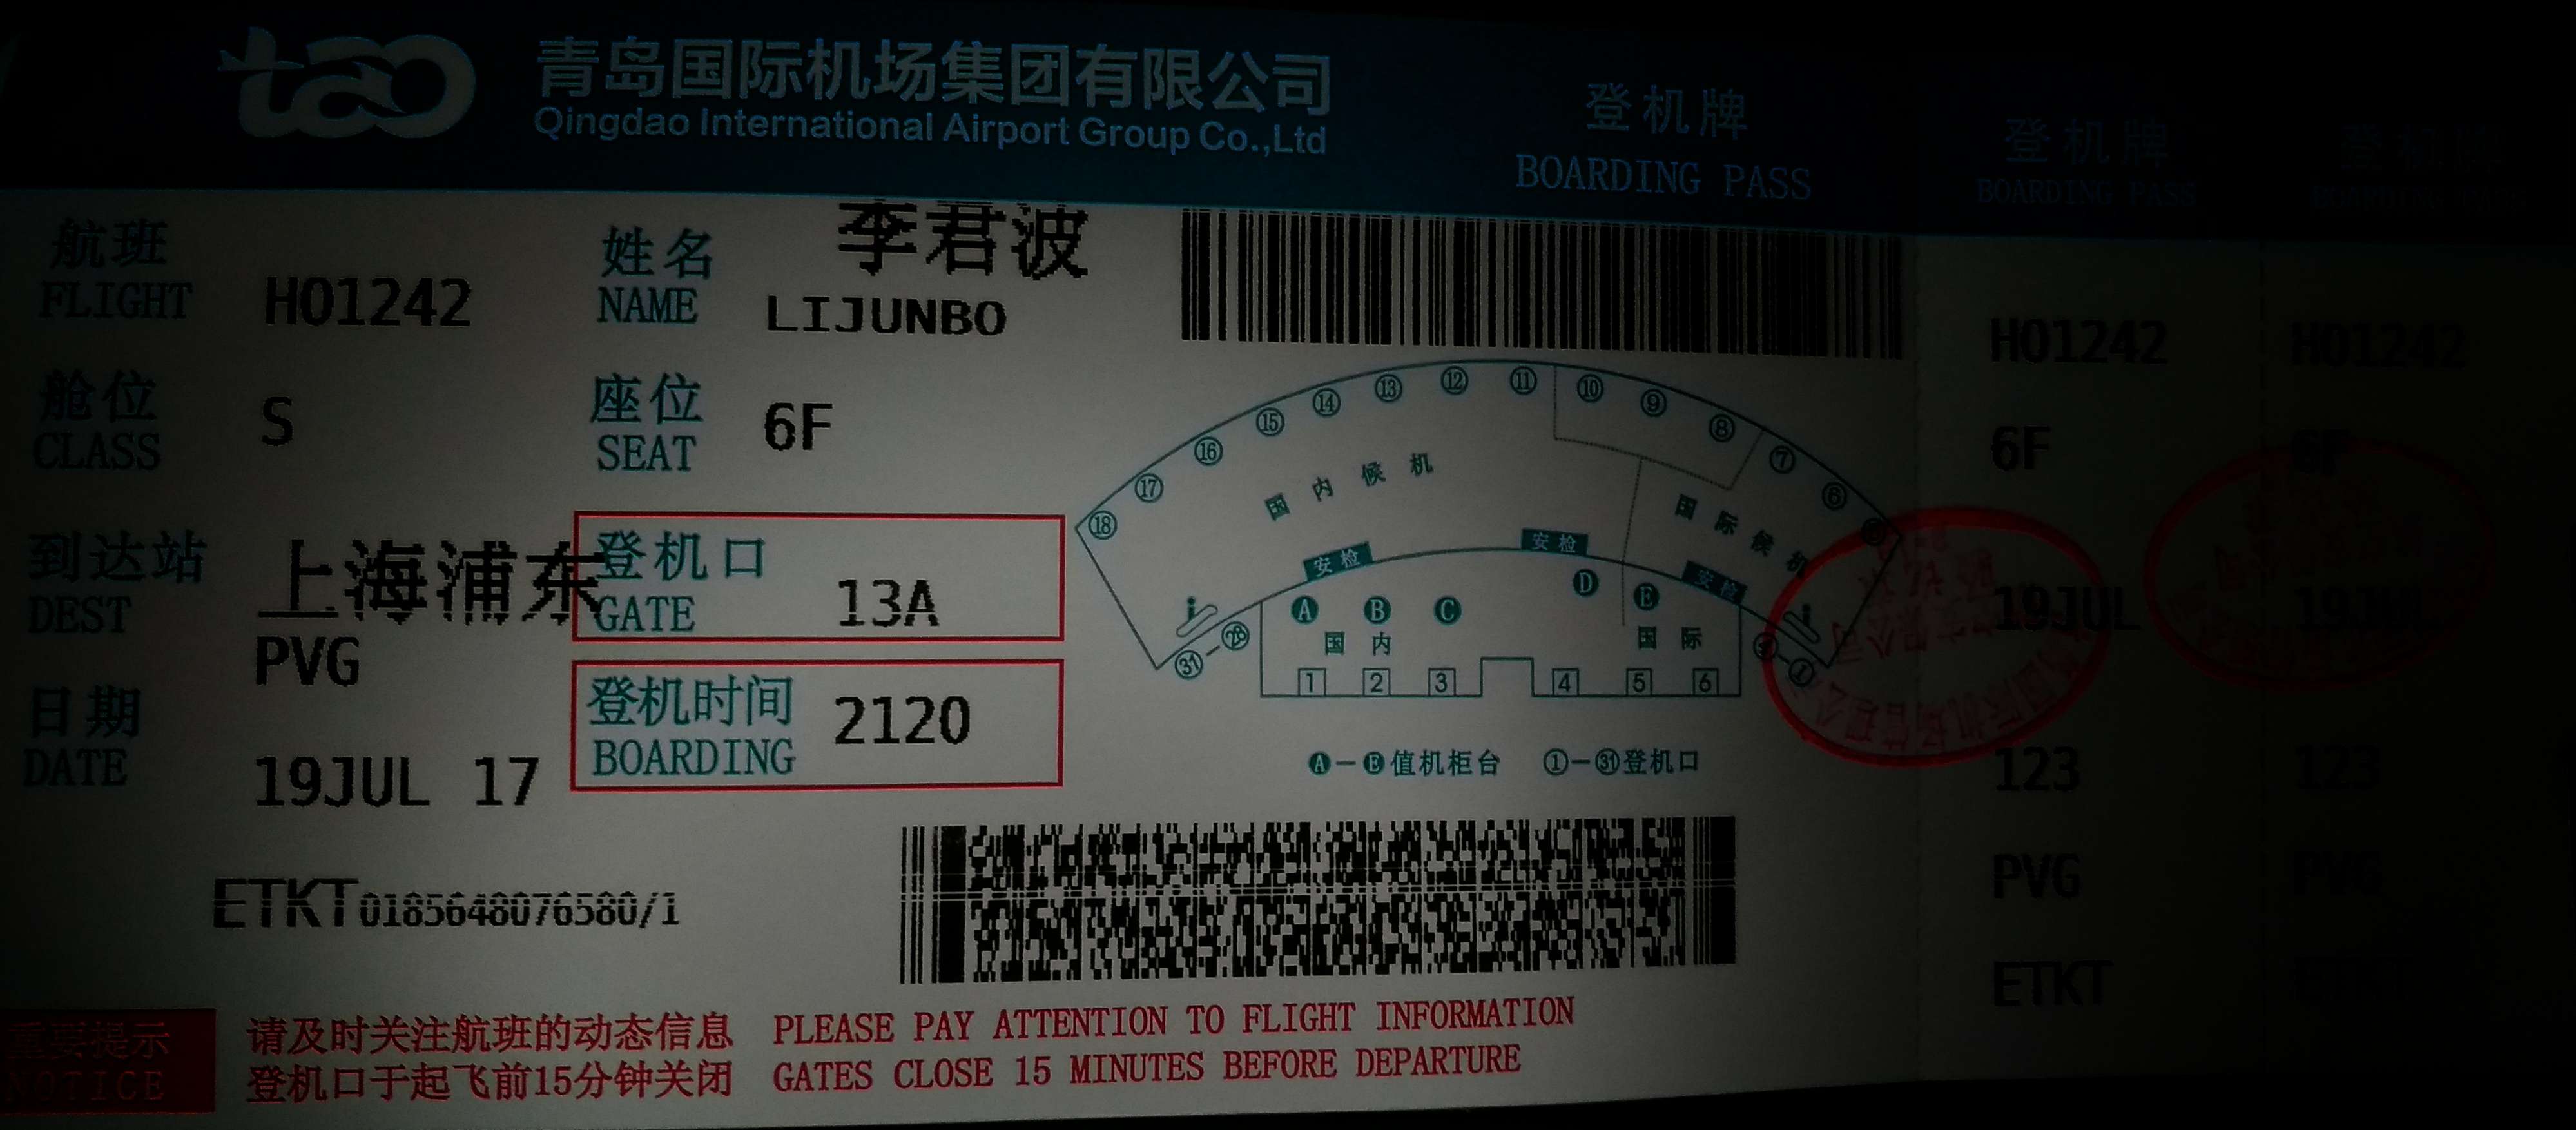 tao
青岛国际机场集团有限公司
Qingdao International Airport Group Co.,Ltd
登机牌
BOARDING PASS
登机牌
BOARDING PASS
登机牌
航班
FLIGHT
HO1242
姓名
NAME
李君波
LIJUNBO
舱位
CLASS
S
座位
SEAT
6F
到达站
DEST
上海浦东
PVG
登机口
GATE
13A
日期
DATE
19JUL 17
登机时间
BOARDING
2120
ETKT0185648076580/1
⑱ ⑰ ⑯ ⑮ ⑭ ⑬ ⑫ ⑪ ⑩ ⑨ ⑧ ⑦ ⑥
国内候机
国际候机
安检
安检
安检
A B C D E
国内
国际
㉛—㉘
1 2 3 4 5 6
A—E值机柜台 ①—㉛登机口
重要提示
NOTICE
请及时关注航班的动态信息 PLEASE PAY ATTENTION TO FLIGHT INFORMATION
登机口于起飞前15分钟关闭 GATES CLOSE 15 MINUTES BEFORE DEPARTURE
HO1242
6F
19JUL
123
PVG
ETKT
HO1242
6F
19JUL
123
PVG